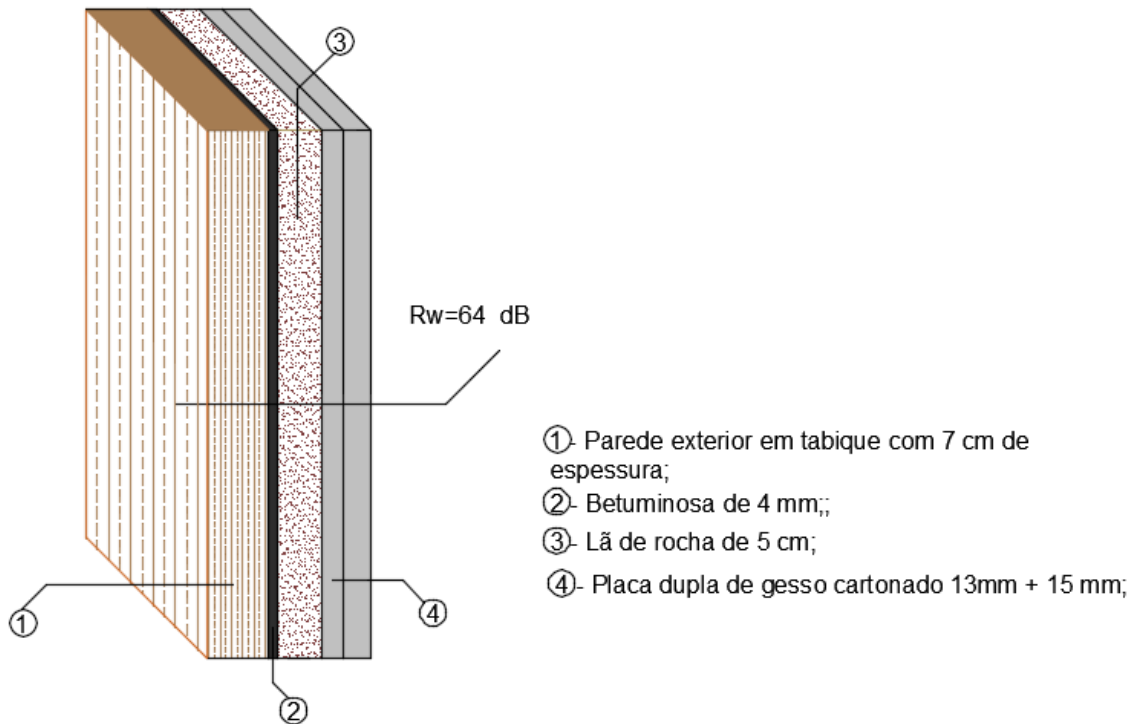 ③
Rw=64 dB
①- Parede exterior em tabique com 7 cm de
espessura;
②- Betuminosa de 4 mm;;
③- Lã de rocha de 5 cm;
④- Placa dupla de gesso cartonado 13mm + 15 mm;
①
④
②